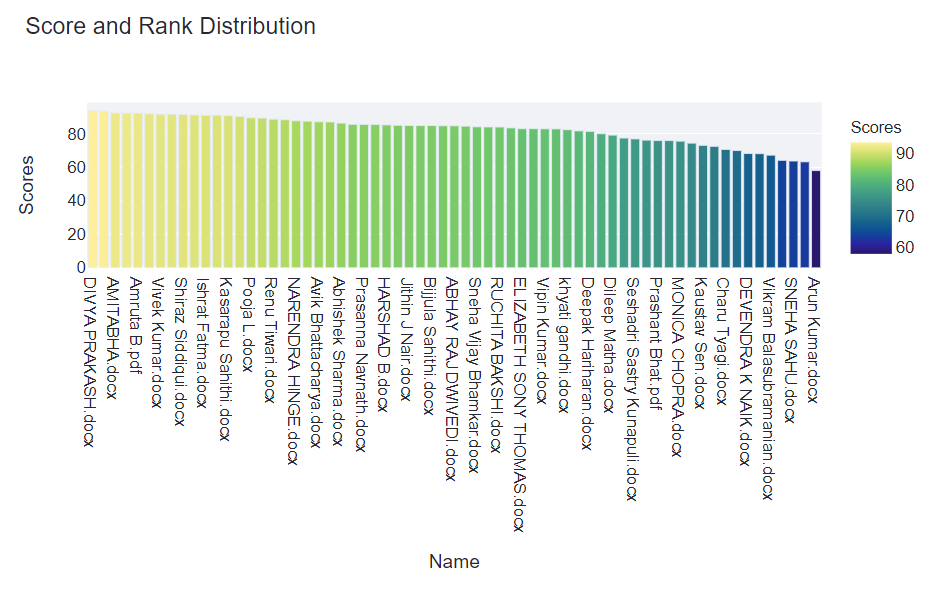 Score and Rank Distribution
Scores
80
60
40
20
0
DIVYA PRAKASH.docx
AMITABHA.docx
Amruta B.pdf
Vivek Kumar.docx
Shiraz Siddiqui.docx
Ishrat Fatma.docx
Kasarapu Sahithi.docx
Pooja L.docx
Renu Tiwari.docx
NARENDRA HINGE.docx
Avik Bhattacharya.docx
Abhishek Sharma.docx
Prasanna Navnath.docx
HARSHAD B.docx
Jithin J Nair.docx
Bijjula Sahithi.docx
ABHAY RAJ DWIVEDI.docx
Sneha Vijay Bhamkar.docx
RUCHITA BAKSHI.docx
ELIZABETH SONY THOMAS.docx
Vipin Kumar.docx
khyati gandhi.docx
Deepak Hariharan.docx
Dileep Matha.docx
Seshadri Sastry Kunapuli.docx
Prashant Bhat.pdf
MONICA CHOPRA.docx
Kaustav Sen.docx
Charu Tyagi.docx
DEVENDRA K NAIK.docx
Vikram Balasubramanian.docx
SNEHA SAHU.docx
Arun Kumar.docx
Name
Scores
90
80
70
60